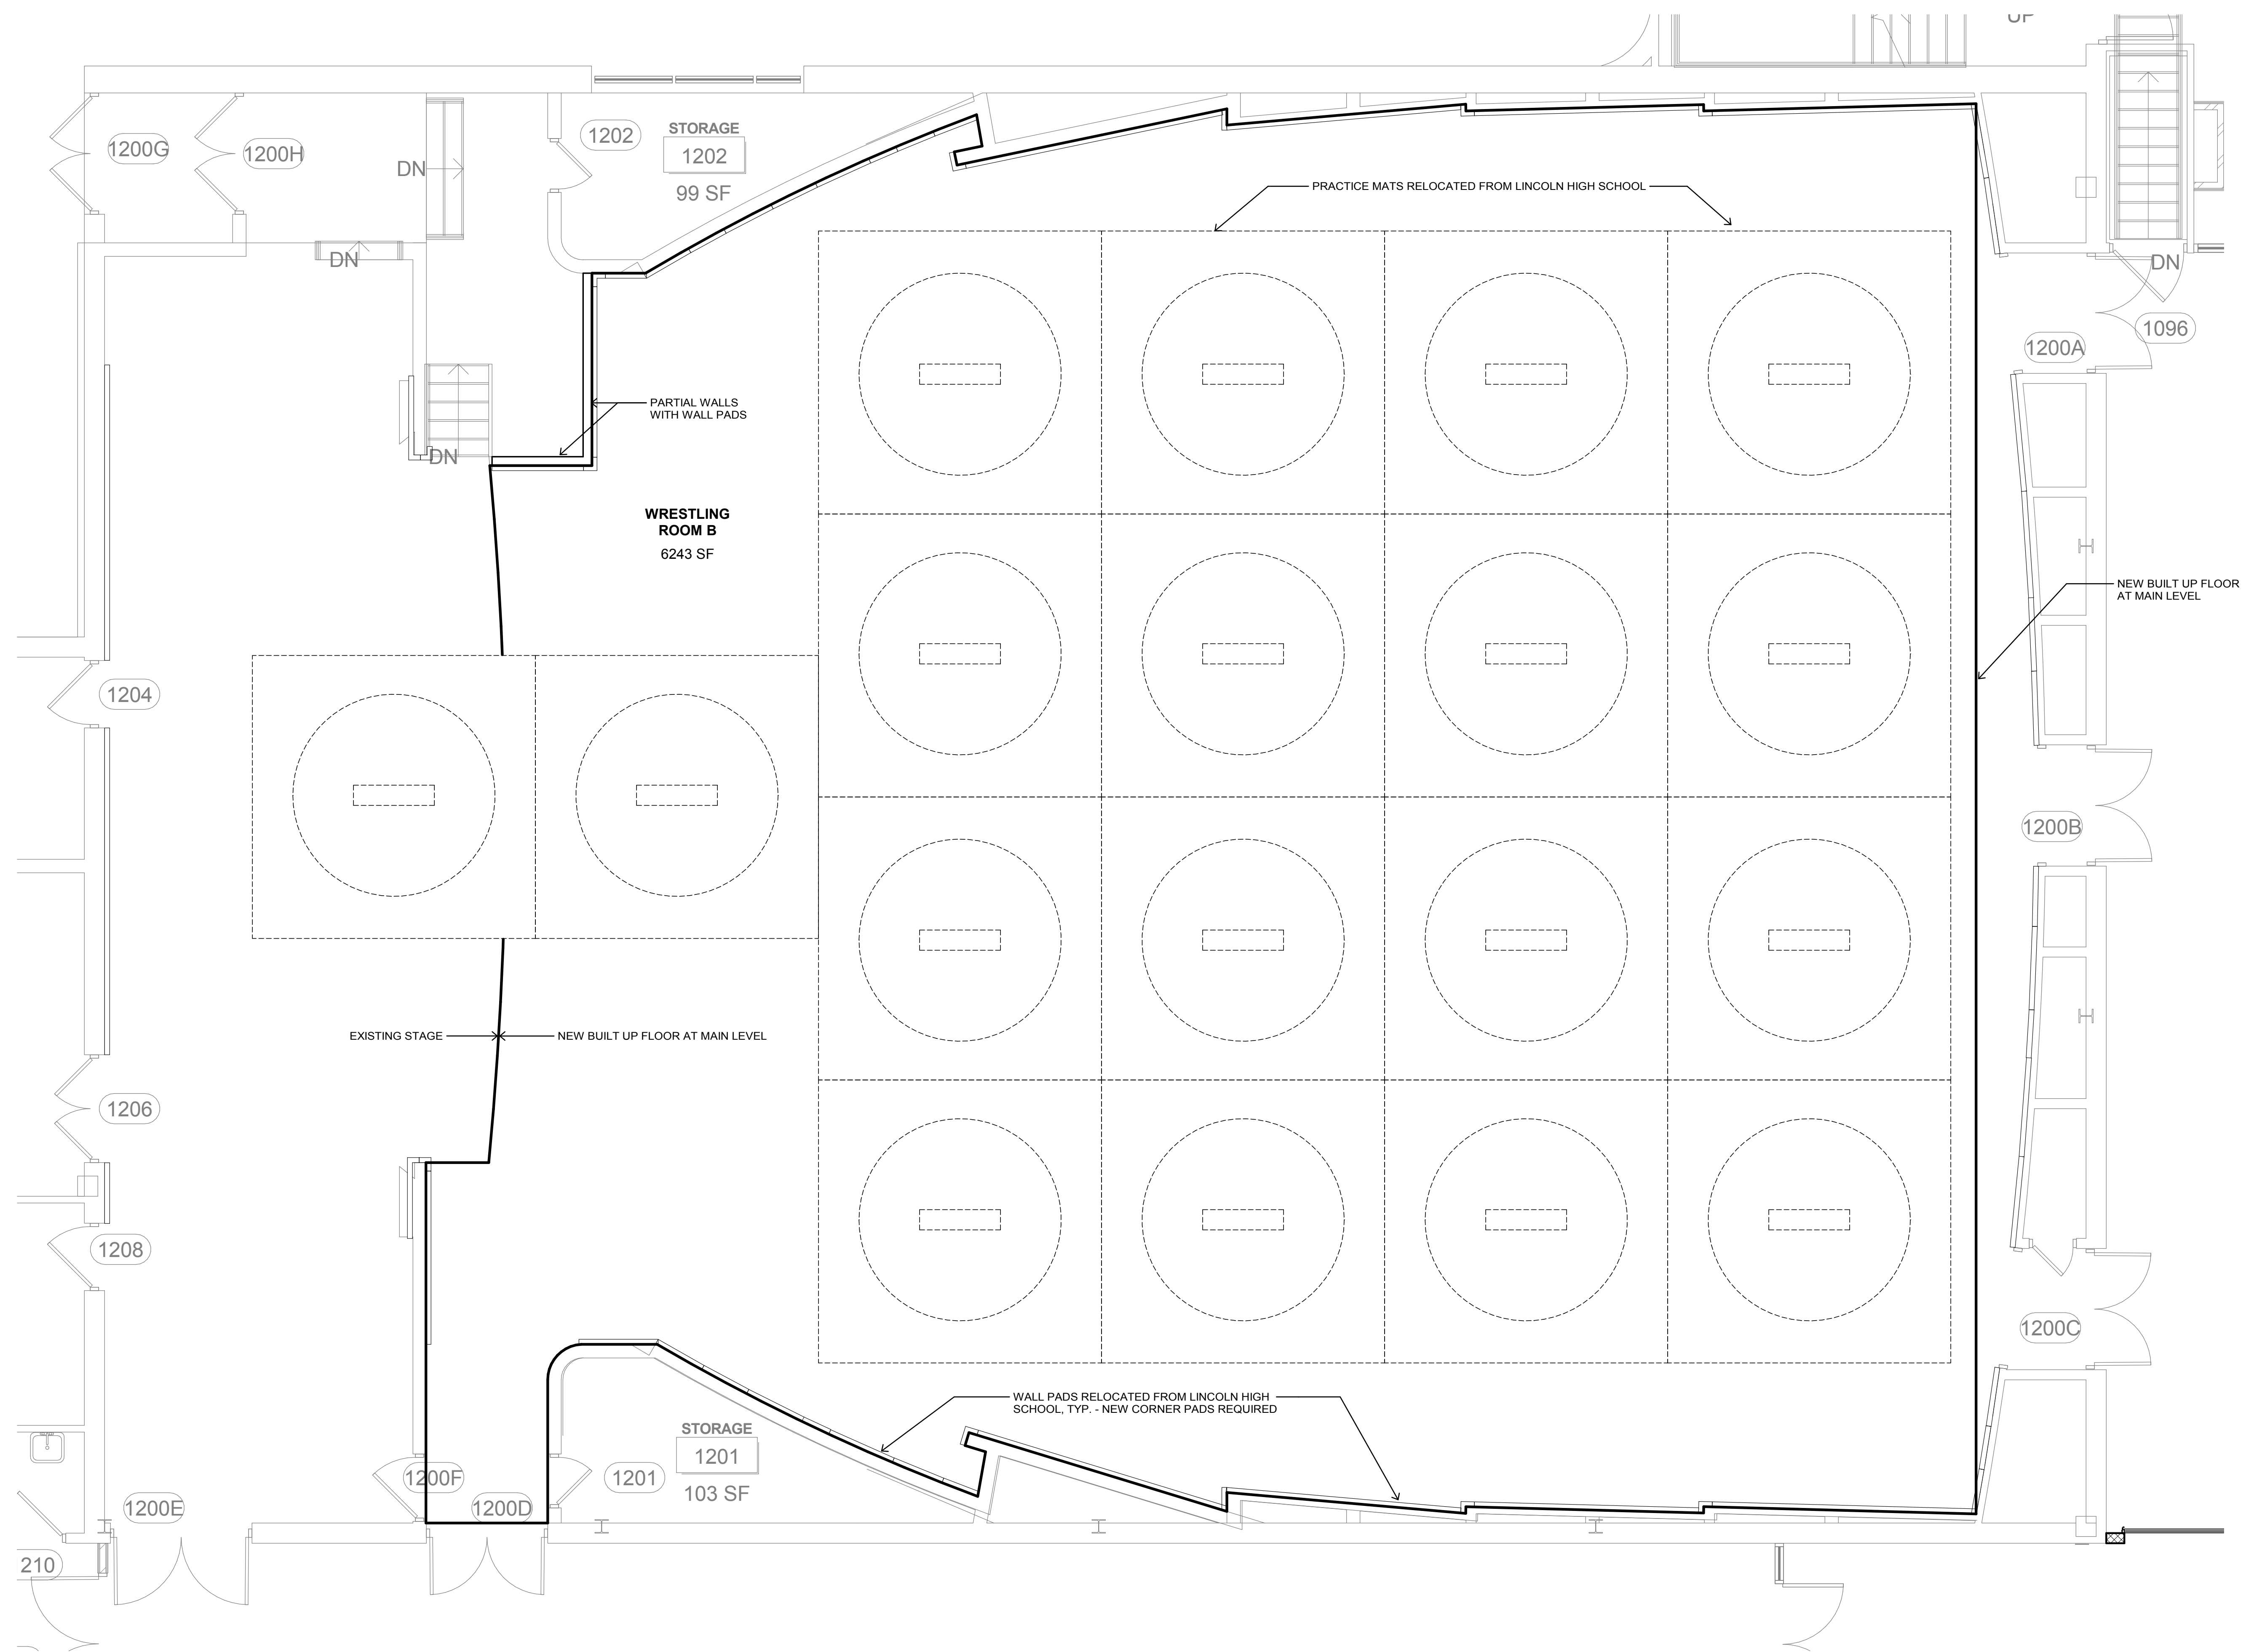 UP
1200G
1200H
DN
1202
STORAGE
1202
99 SF
PRACTICE MATS RELOCATED FROM LINCOLN HIGH SCHOOL
DN
DN
1096
1200A
PARTIAL WALLS
WITH WALL PADS
DN
WRESTLING
ROOM B
6243 SF
NEW BUILT UP FLOOR
AT MAIN LEVEL
1204
1200B
EXISTING STAGE
NEW BUILT UP FLOOR AT MAIN LEVEL
1206
1208
1200C
WALL PADS RELOCATED FROM LINCOLN HIGH
SCHOOL, TYP. - NEW CORNER PADS REQUIRED
STORAGE
1201
103 SF
1200F
1201
1200E
1200D
210